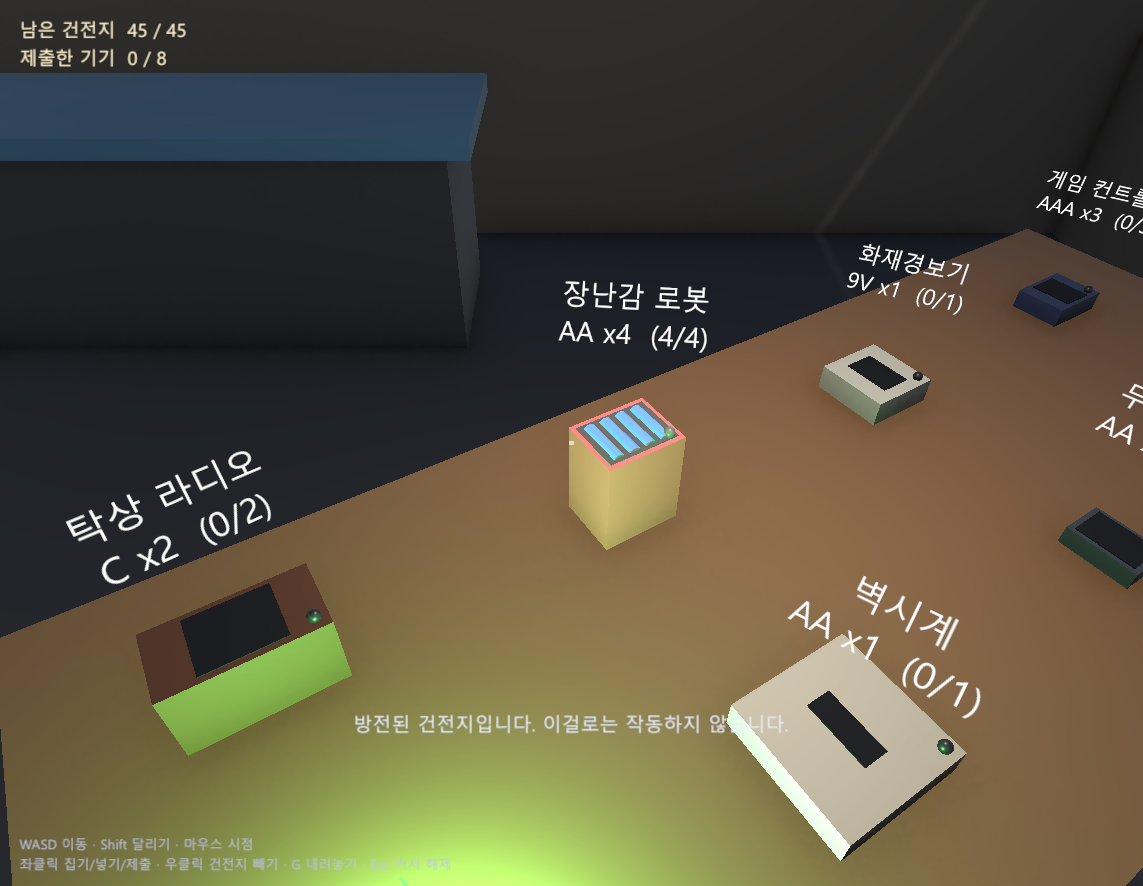 남은 건전지 45 / 45
제출한 기기 0 / 8
게임 컨트롤
AAA x3 (0/
화재경보기
9V x1 (0/1)
장난감 로봇
AA x4 (4/4)
AA
탁상 라디오
C x2 (0/2)
벽시계
AA x1 (0/1)
방전된 건전지입니다. 이걸로는 작동하지 않습니다.
WASD 이동 · Shift 달리기 · 마우스 시점
좌클릭 집기/넣기/제출 · 우클릭 건전지 빼기 · G 내려놓기